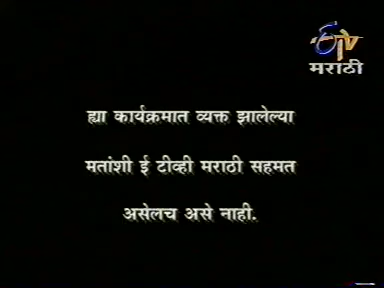 ETV
मराठी
ह्या कार्यक्रमात व्यक्त झालेल्या
मतांशी ई टीव्ही मराठी सहमत
असेलच असे नाही.